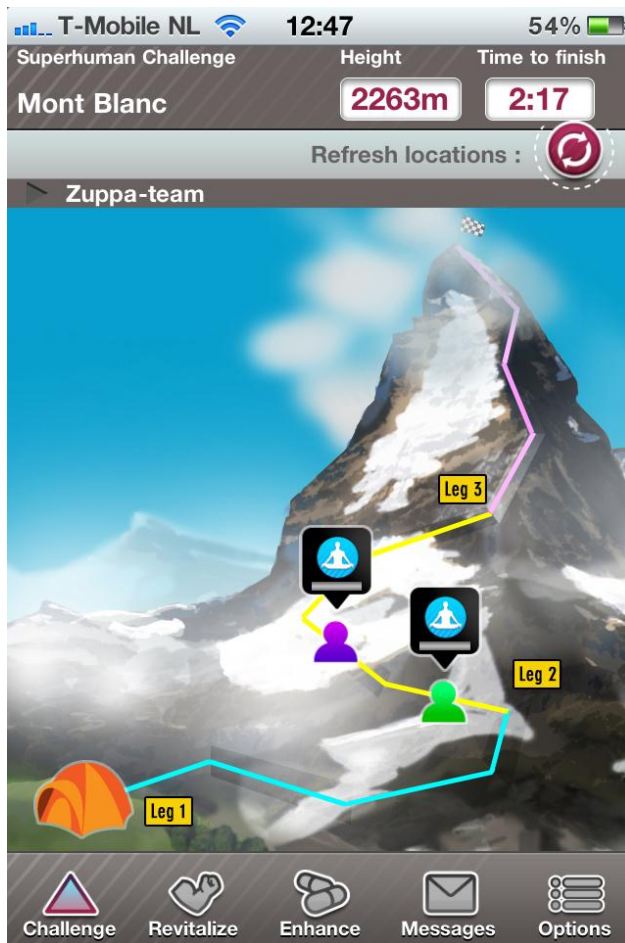 T-Mobile NL 12:47 54%
Superhuman Challenge Height Time to finish
Mont Blanc 2263m 2:17
Refresh locations :
Zuppa-team
Leg 3
Leg 2
Leg 1
Challenge Revitalize Enhance Messages Options